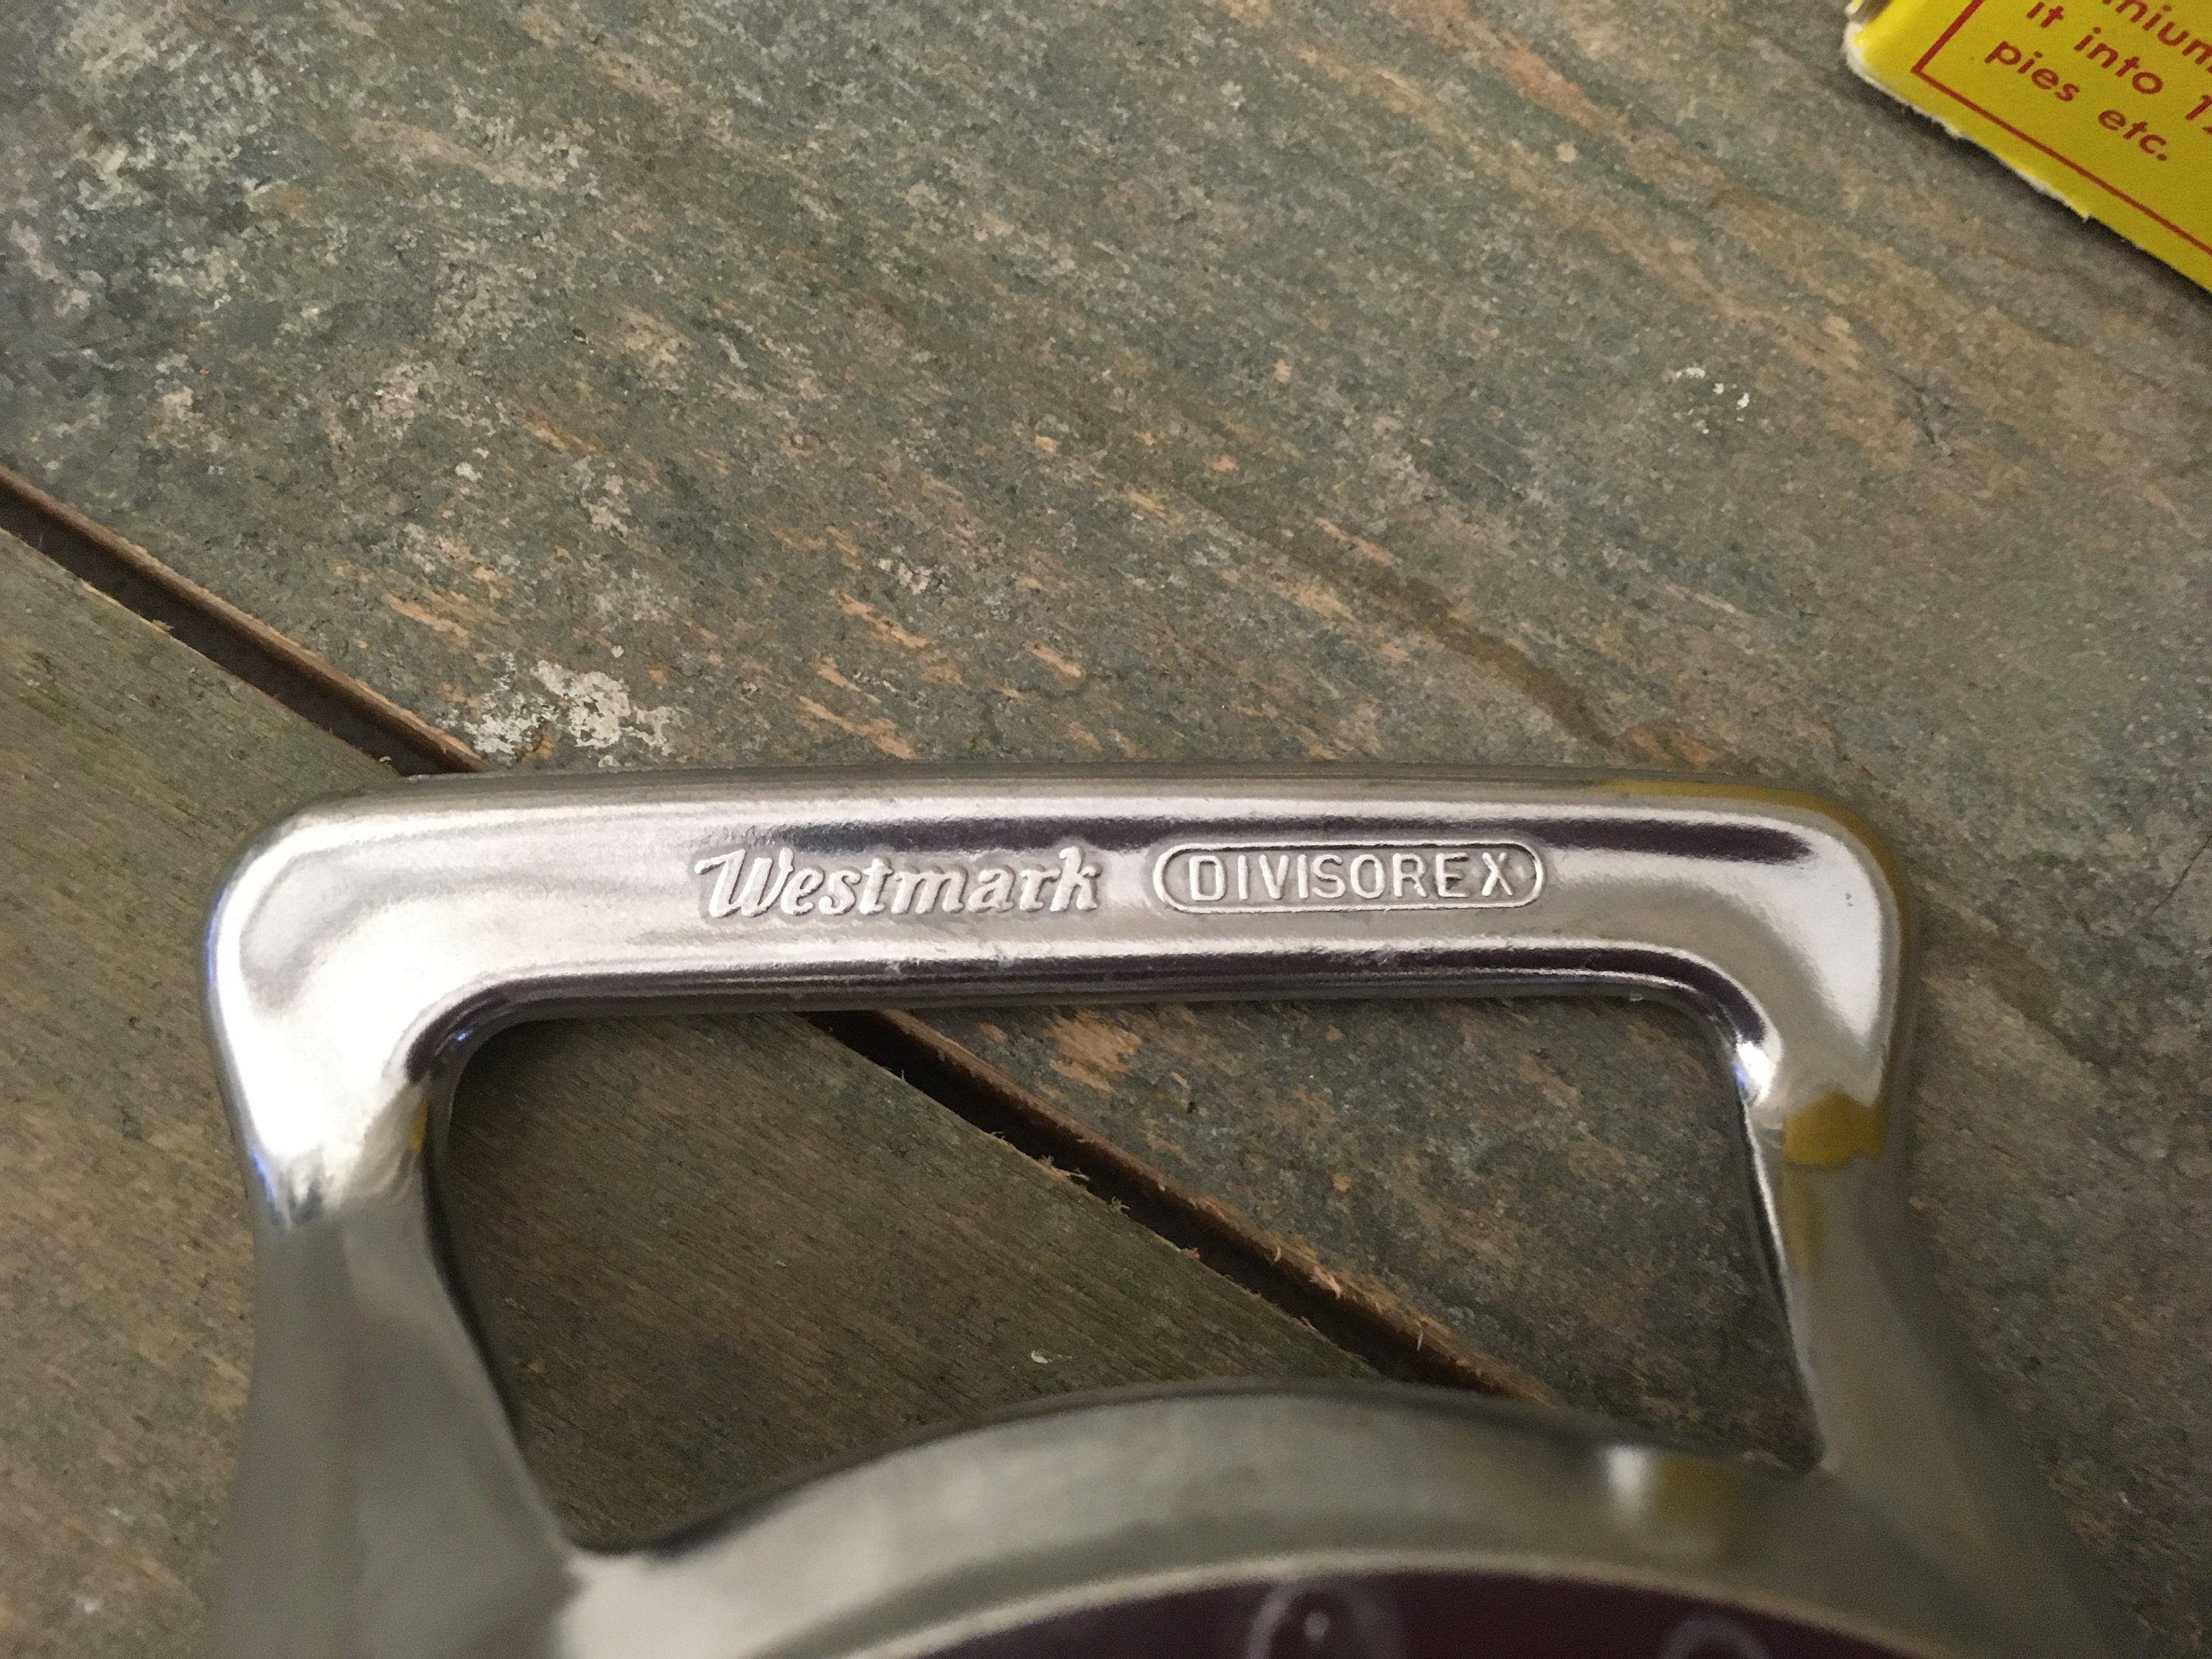 it into
pies etc.
Westmark DIVISOREX